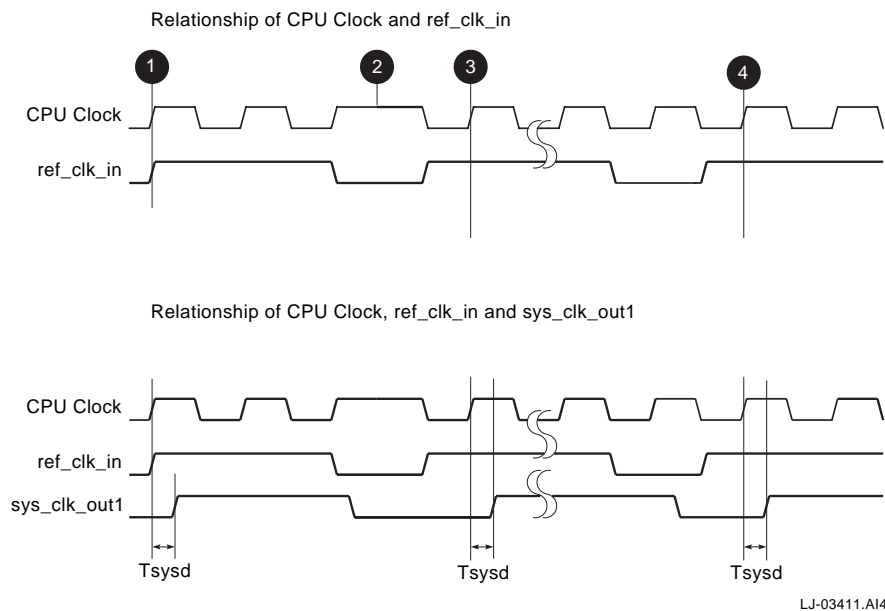 Relationship of CPU Clock and ref_clk_in
1 2 3 4
CPU Clock
ref_clk_in
Relationship of CPU Clock, ref_clk_in and sys_clk_out1
CPU Clock
ref_clk_in
sys_clk_out1
Tsysd Tsysd Tsysd
LJ-03411.AI4